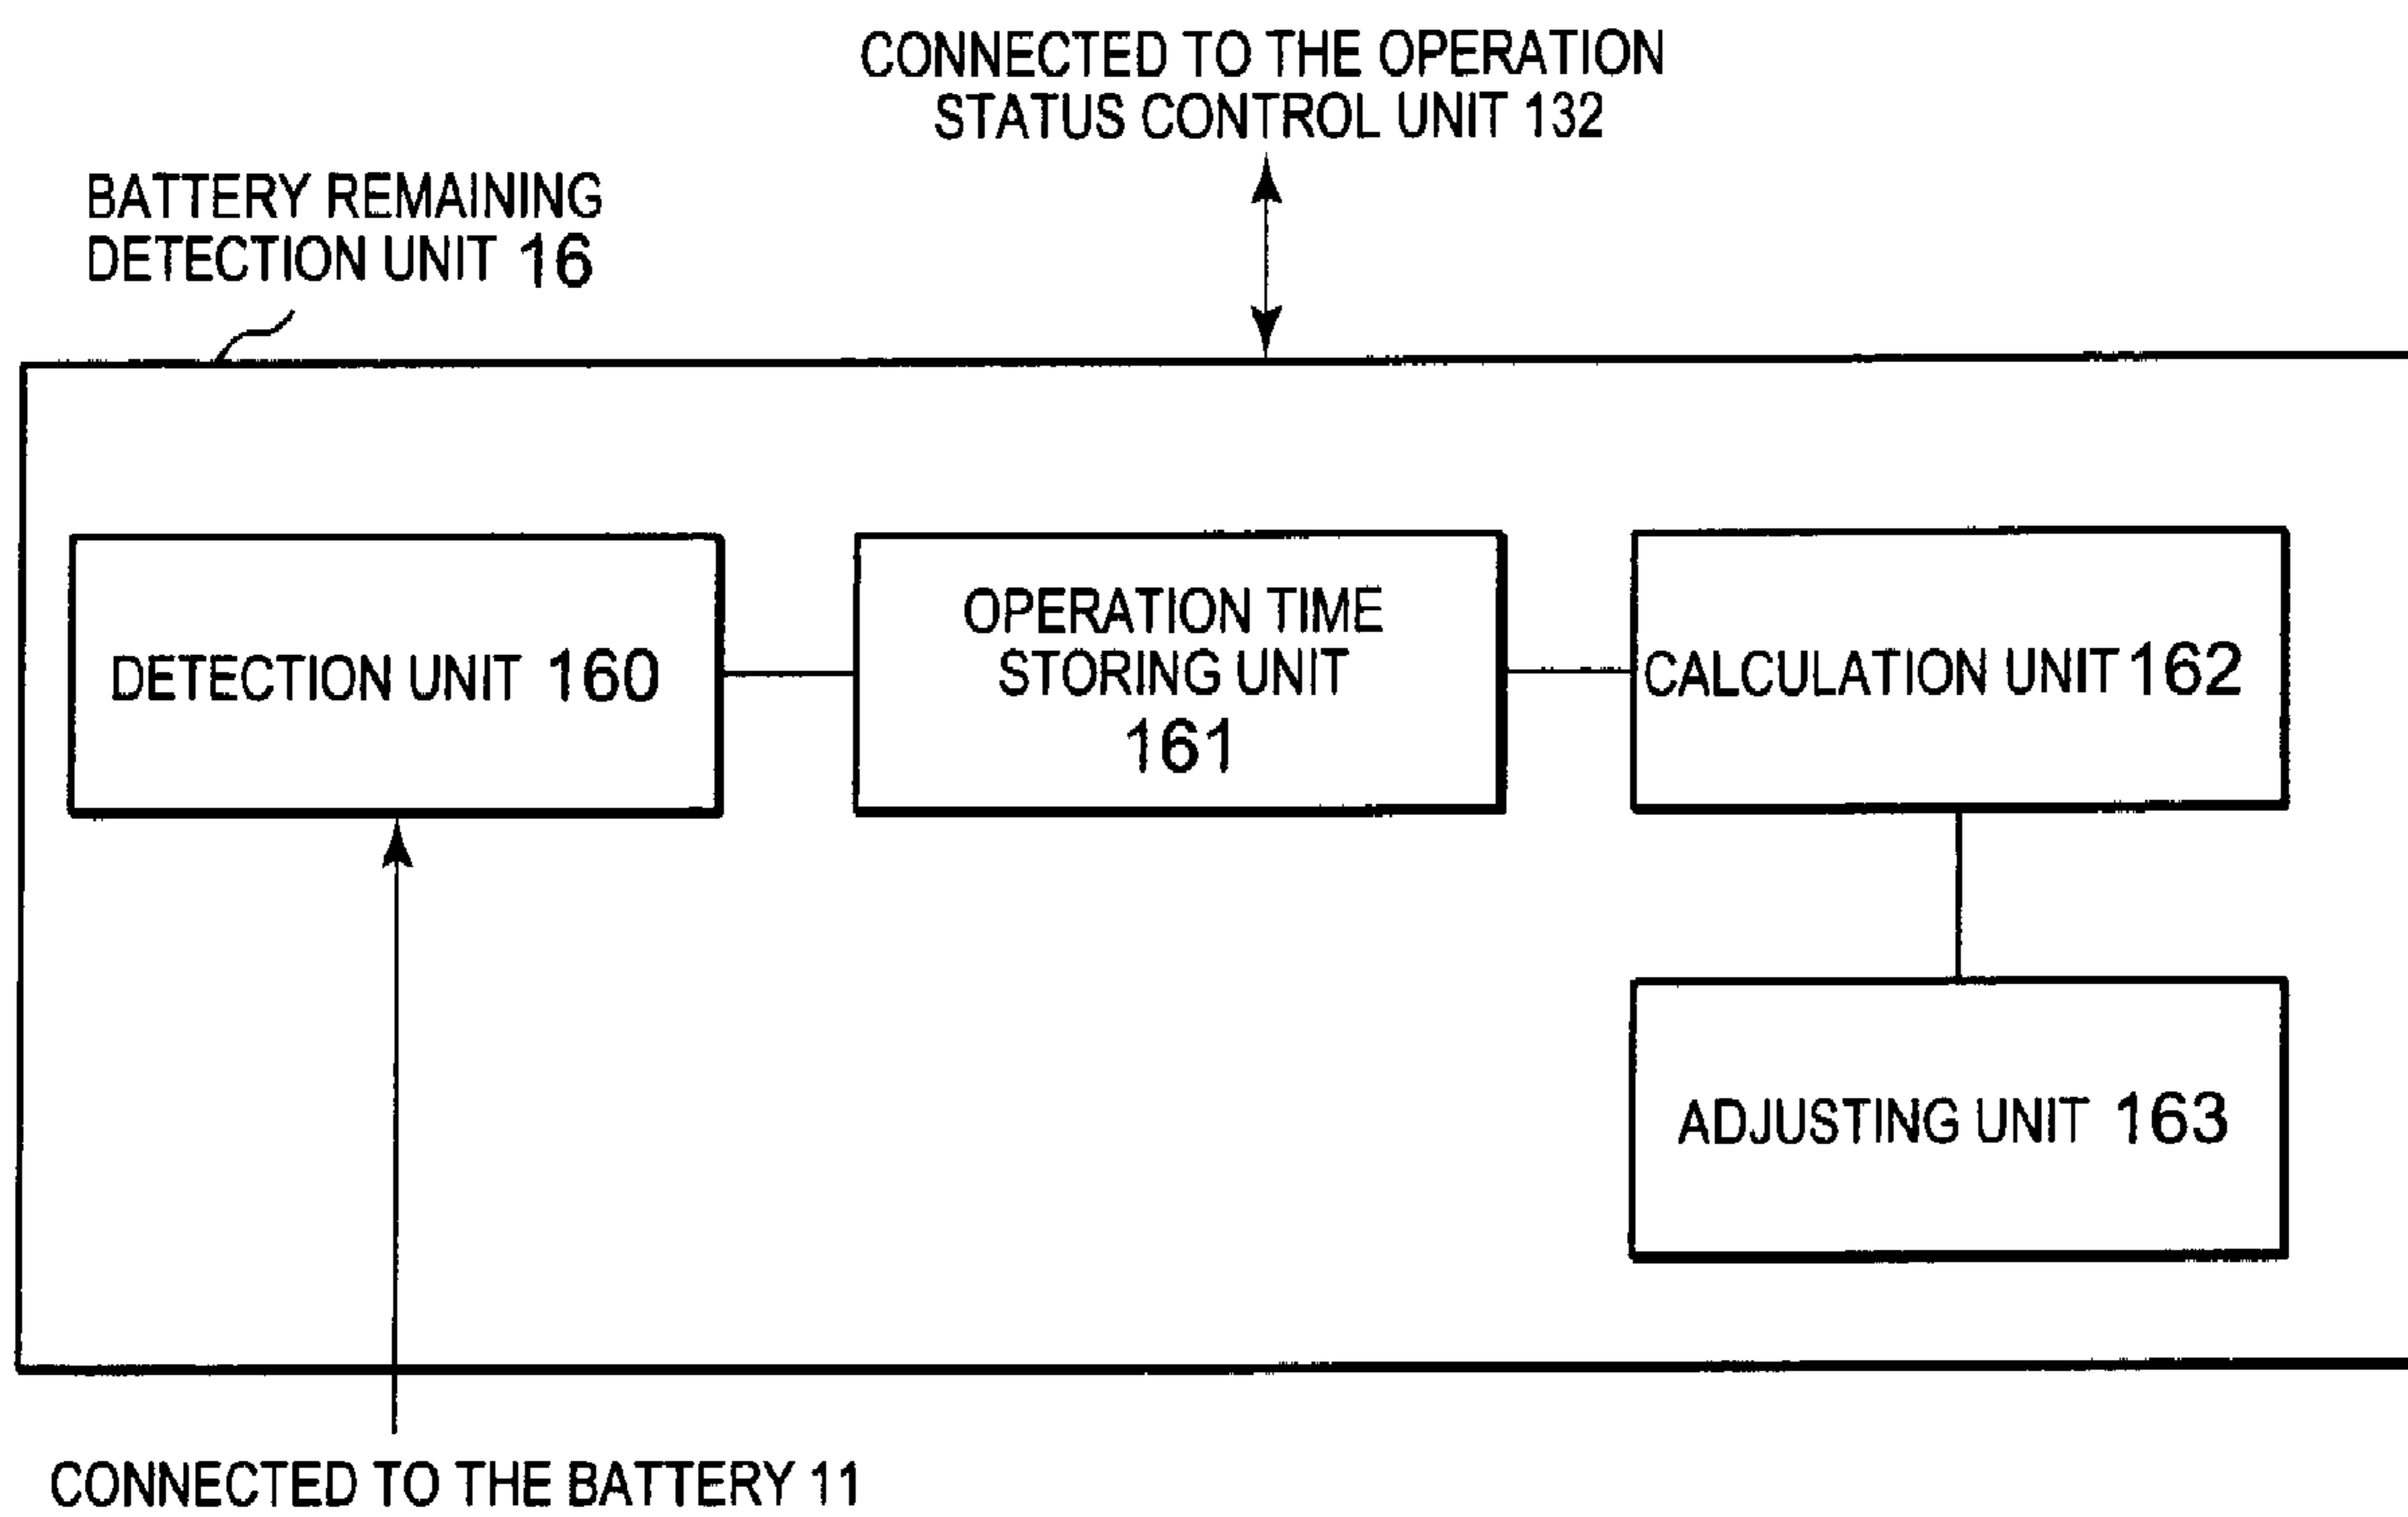 CONNECTED TO THE OPERATION
STATUS CONTROL UNIT 132
BATTERY REMAINING
DETECTION UNIT 16
DETECTION UNIT 160
OPERATION TIME
STORING UNIT
161
CALCULATION UNIT 162
ADJUSTING UNIT 163
CONNECTED TO THE BATTERY 11